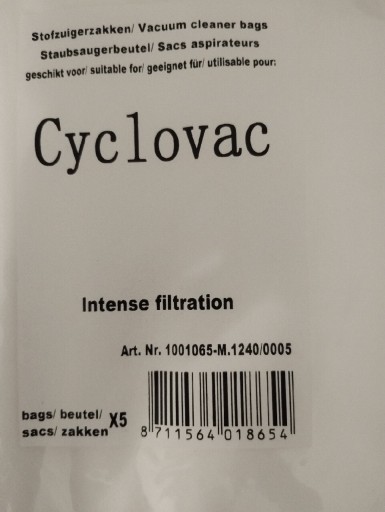 Stofzuigerzakken/ Vacuum cleaner bags
Staubsaugerbeutel/ Sacs aspirateurs
geschikt voor/ suitable for/ geeignet für/ utilisable pour:
Cyclovac
Intense filtration
Art. Nr. 1001065-M.1240/0005
bags/ beutel/
sacs/ zakken
X5
8 711564 018654